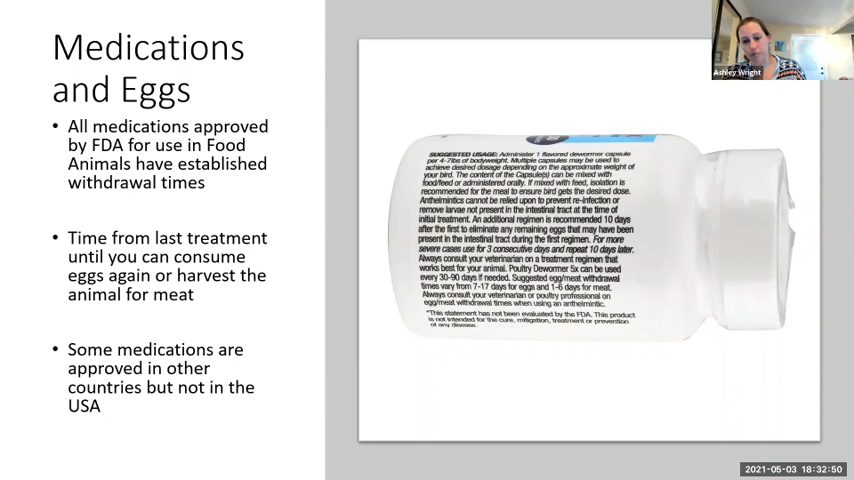 Medications
and Eggs
• All medications approved
by FDA for use in Food
Animals have established
withdrawal times
• Time from last treatment
until you can consume
eggs again or harvest the
animal for meat
• Some medications are
approved in other
countries but not in the
USA
SUGGESTED USAGE: Administer 1 flavored dewormer capsule
per 4-7lbs of bodyweight. Multiple capsules may be used to
achieve desired dosage depending on the approximate weight of
your bird. The content of the Capsule(s) can be mixed with
food/feed or administered orally. If mixed with feed, isolation is
recommended for the meal to ensure bird gets the desired dose.
Anthelmintics cannot be relied upon to prevent re-infection or
remove larvae not present in the intestinal tract at the time of
initial treatment. An additional regimen is recommended 10 days
after the first to eliminate any remaining eggs that may have been
present in the intestinal tract during the first regimen. For more
severe cases use for 3 consecutive days and repeat 10 days later.
Always consult your veterinarian on a treatment regimen that
works best for your animal. Poultry Dewormer 5x can be used
every 30-90 days if needed. Suggested egg/meat withdrawal
times vary from 7-17 days for eggs and 1-6 days for meat.
Always consult your veterinarian or poultry professional on
egg/meat withdrawal times when using an anthelmintic.
*This statement has not been evaluated by the FDA. This product
is not intended for the cure, mitigation, treatment or prevention
of any disease.
Ashley Wright
2021-05-03 18:32:50